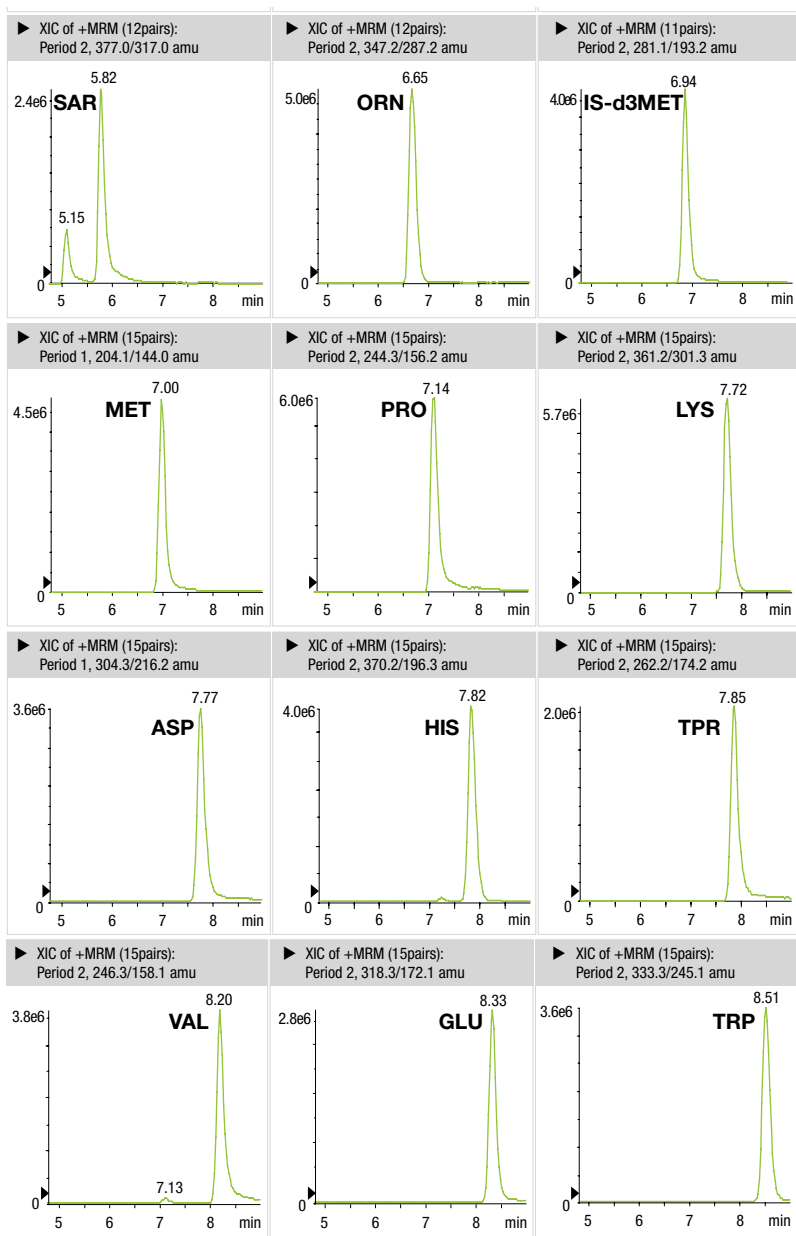 ▶ XIC of +MRM (12pairs):
Period 2, 377.0/317.0 amu
5.82
2.4e6
SAR
5.15
0
5 6 7 8 min
▶ XIC of +MRM (12pairs):
Period 2, 347.2/287.2 amu
6.65
5.0e6
ORN
0
5 6 7 8 min
▶ XIC of +MRM (11pairs):
Period 2, 281.1/193.2 amu
6.94
4.0e6
IS-d3MET
0
5 6 7 8 min
▶ XIC of +MRM (15pairs):
Period 1, 204.1/144.0 amu
7.00
4.5e6
MET
0
5 6 7 8 min
▶ XIC of +MRM (15pairs):
Period 2, 244.3/156.2 amu
7.14
6.0e6
PRO
0
5 6 7 8 min
▶ XIC of +MRM (15pairs):
Period 2, 361.2/301.3 amu
7.72
5.7e6
LYS
0
5 6 7 8 min
▶ XIC of +MRM (15pairs):
Period 1, 304.3/216.2 amu
7.77
3.6e6
ASP
0
5 6 7 8 min
▶ XIC of +MRM (15pairs):
Period 2, 370.2/196.3 amu
7.82
4.0e6
HIS
0
5 6 7 8 min
▶ XIC of +MRM (15pairs):
Period 2, 262.2/174.2 amu
7.85
2.0e6
TPR
0
5 6 7 8 min
▶ XIC of +MRM (15pairs):
Period 2, 246.3/158.1 amu
8.20
3.8e6
VAL
7.13
0
5 6 7 8 min
▶ XIC of +MRM (15pairs):
Period 2, 318.3/172.1 amu
8.33
2.8e6
GLU
0
5 6 7 8 min
▶ XIC of +MRM (15pairs):
Period 2, 333.3/245.1 amu
8.51
3.6e6
TRP
0
5 6 7 8 min